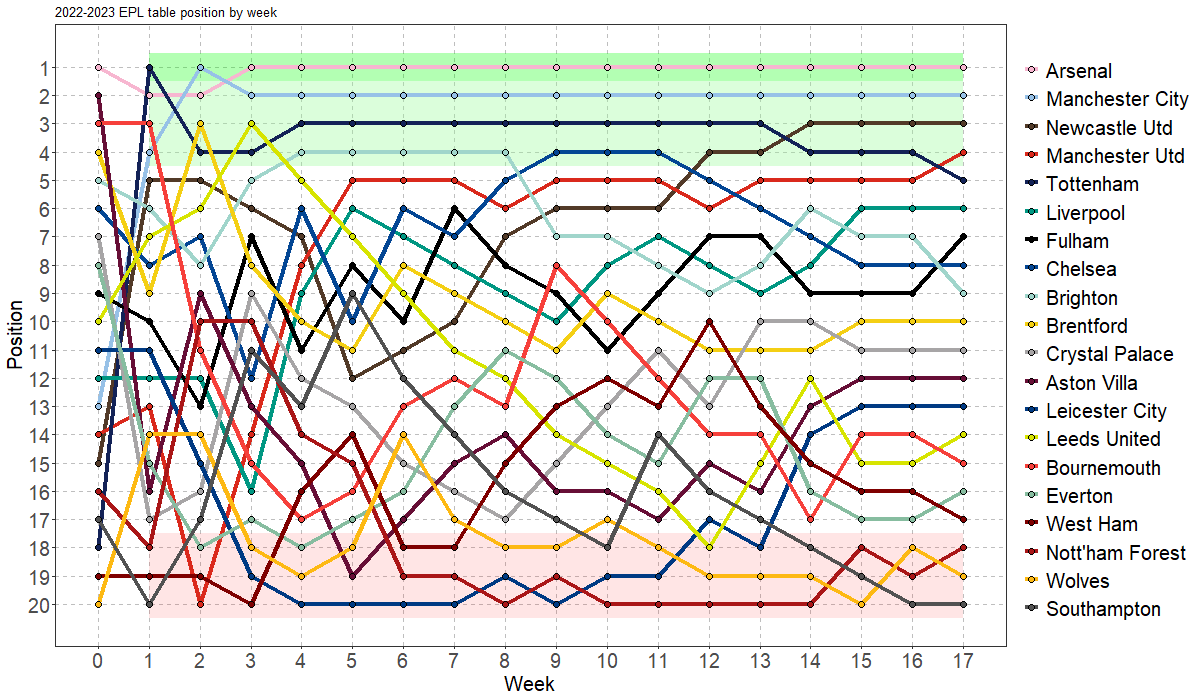 2022-2023 EPL table position by week
Position
1
2
3
4
5
6
7
8
9
10
11
12
13
14
15
16
17
18
19
20
0 1 2 3 4 5 6 7 8 9 10 11 12 13 14 15 16 17
Week
Arsenal
Manchester City
Newcastle Utd
Manchester Utd
Tottenham
Liverpool
Fulham
Chelsea
Brighton
Brentford
Crystal Palace
Aston Villa
Leicester City
Leeds United
Bournemouth
Everton
West Ham
Nott'ham Forest
Wolves
Southampton